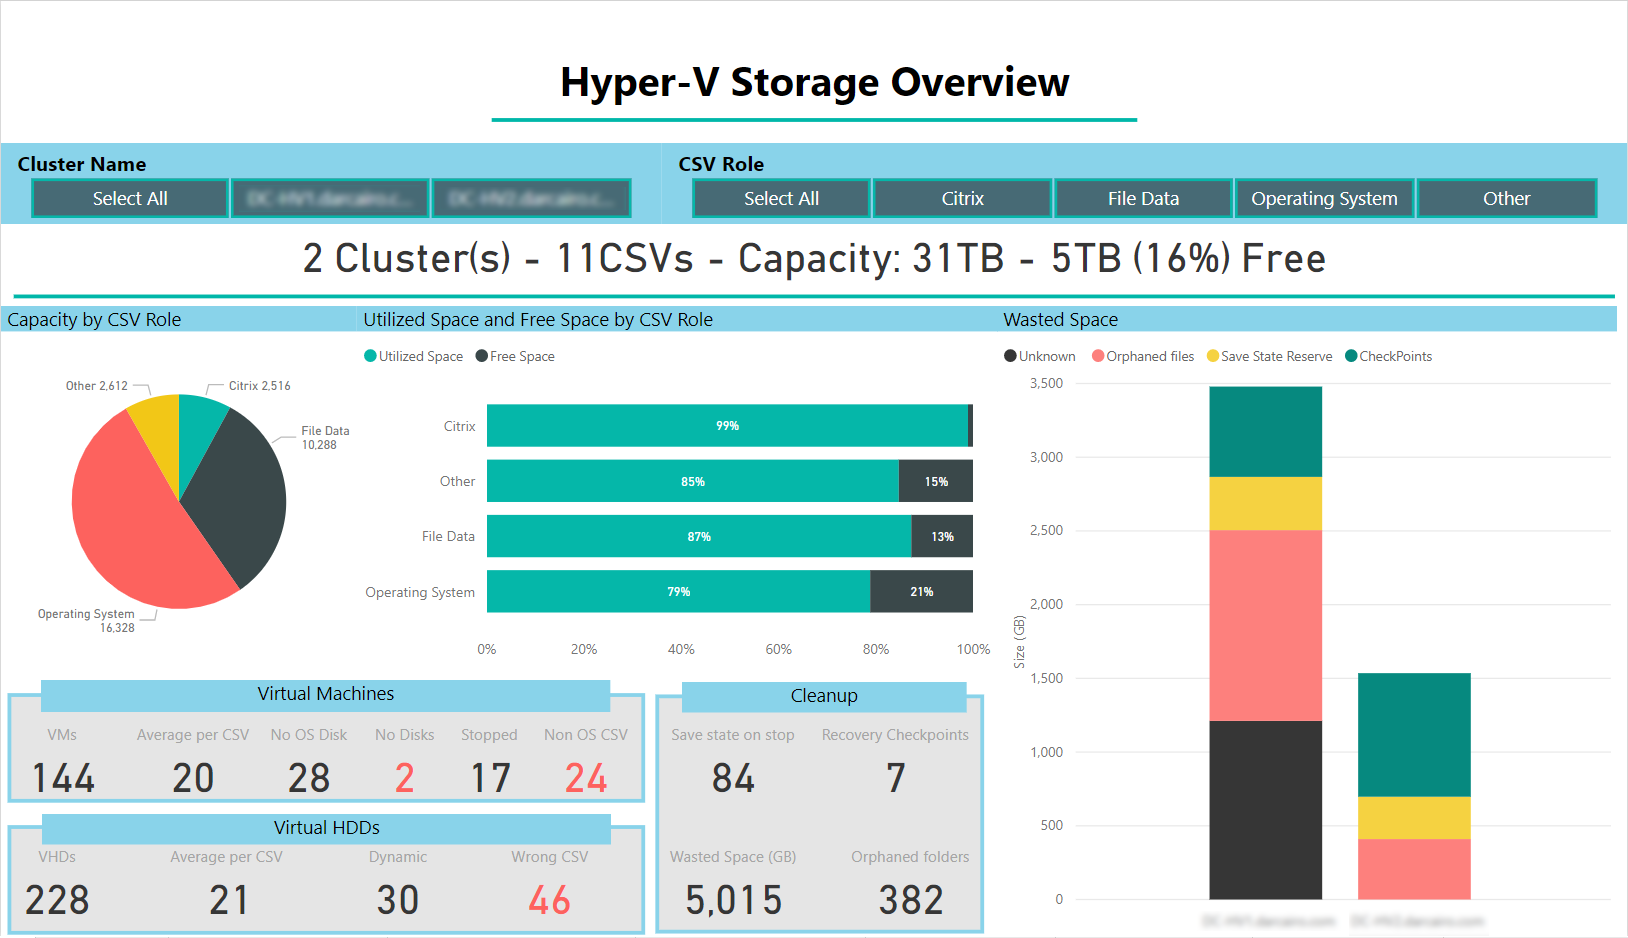 Hyper-V Storage Overview
Cluster Name
CSV Role
Select All
Select All
Citrix
File Data
Operating System
Other
2 Cluster(s) - 11CSVs - Capacity: 31TB - 5TB (16%) Free
Capacity by CSV Role
Other 2,612
Citrix 2,516
File Data
10,288
Operating System
16,328
Utilized Space and Free Space by CSV Role
Utilized Space
Free Space
Citrix
99%
Other
85%
15%
File Data
87%
13%
Operating System
79%
21%
0%
20%
40%
60%
80%
100%
Wasted Space
Unknown
Orphaned files
Save State Reserve
CheckPoints
Size (GB)
3,500
3,000
2,500
2,000
1,500
1,000
500
0
Virtual Machines
VMs
Average per CSV
No OS Disk
No Disks
Stopped
Non OS CSV
144
20
28
2
17
24
Virtual HDDs
VHDs
Average per CSV
Dynamic
Wrong CSV
228
21
30
46
Cleanup
Save state on stop
Recovery Checkpoints
84
7
Wasted Space (GB)
Orphaned folders
5,015
382